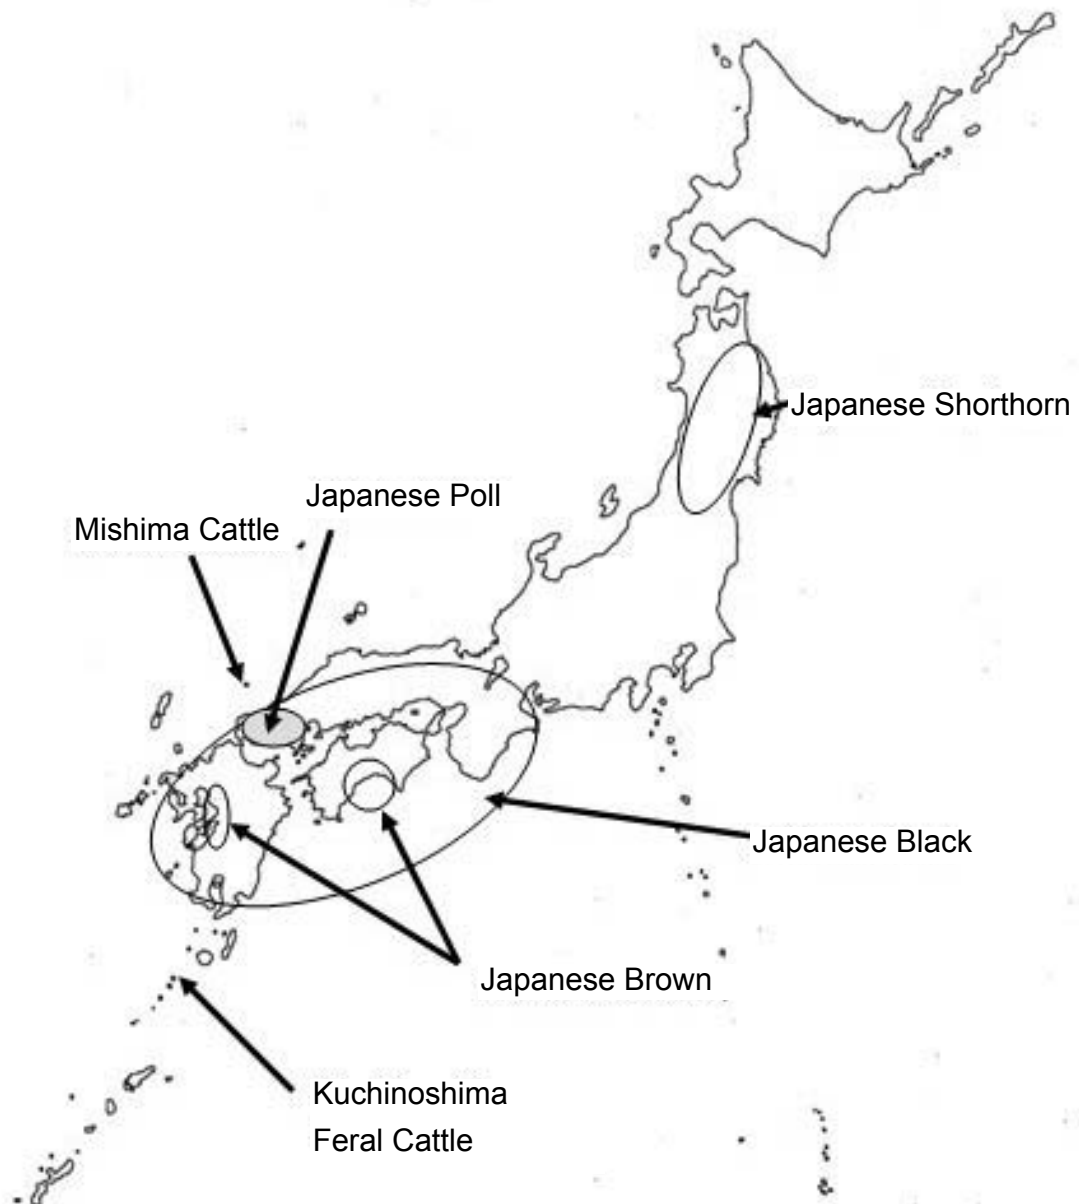 Japanese Shorthorn
Japanese Poll
Mishima Cattle
Japanese Black
Japanese Brown
Kuchinoshima
Feral Cattle